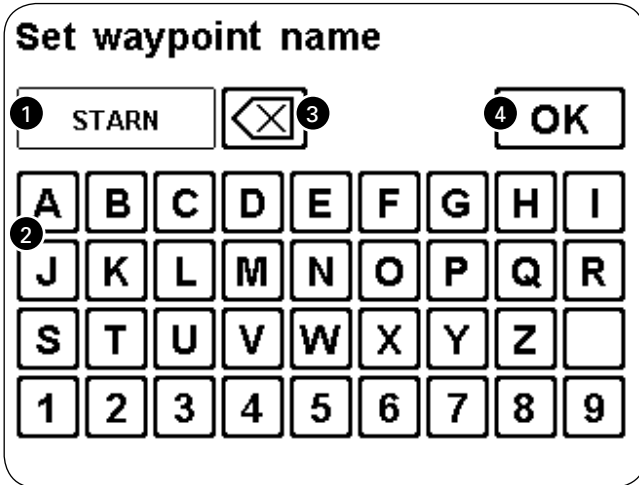 Set waypoint name
1 STARN 3 4 OK
A B C D E F G H I
2
J K L M N O P Q R
S T U V W X Y Z
1 2 3 4 5 6 7 8 9